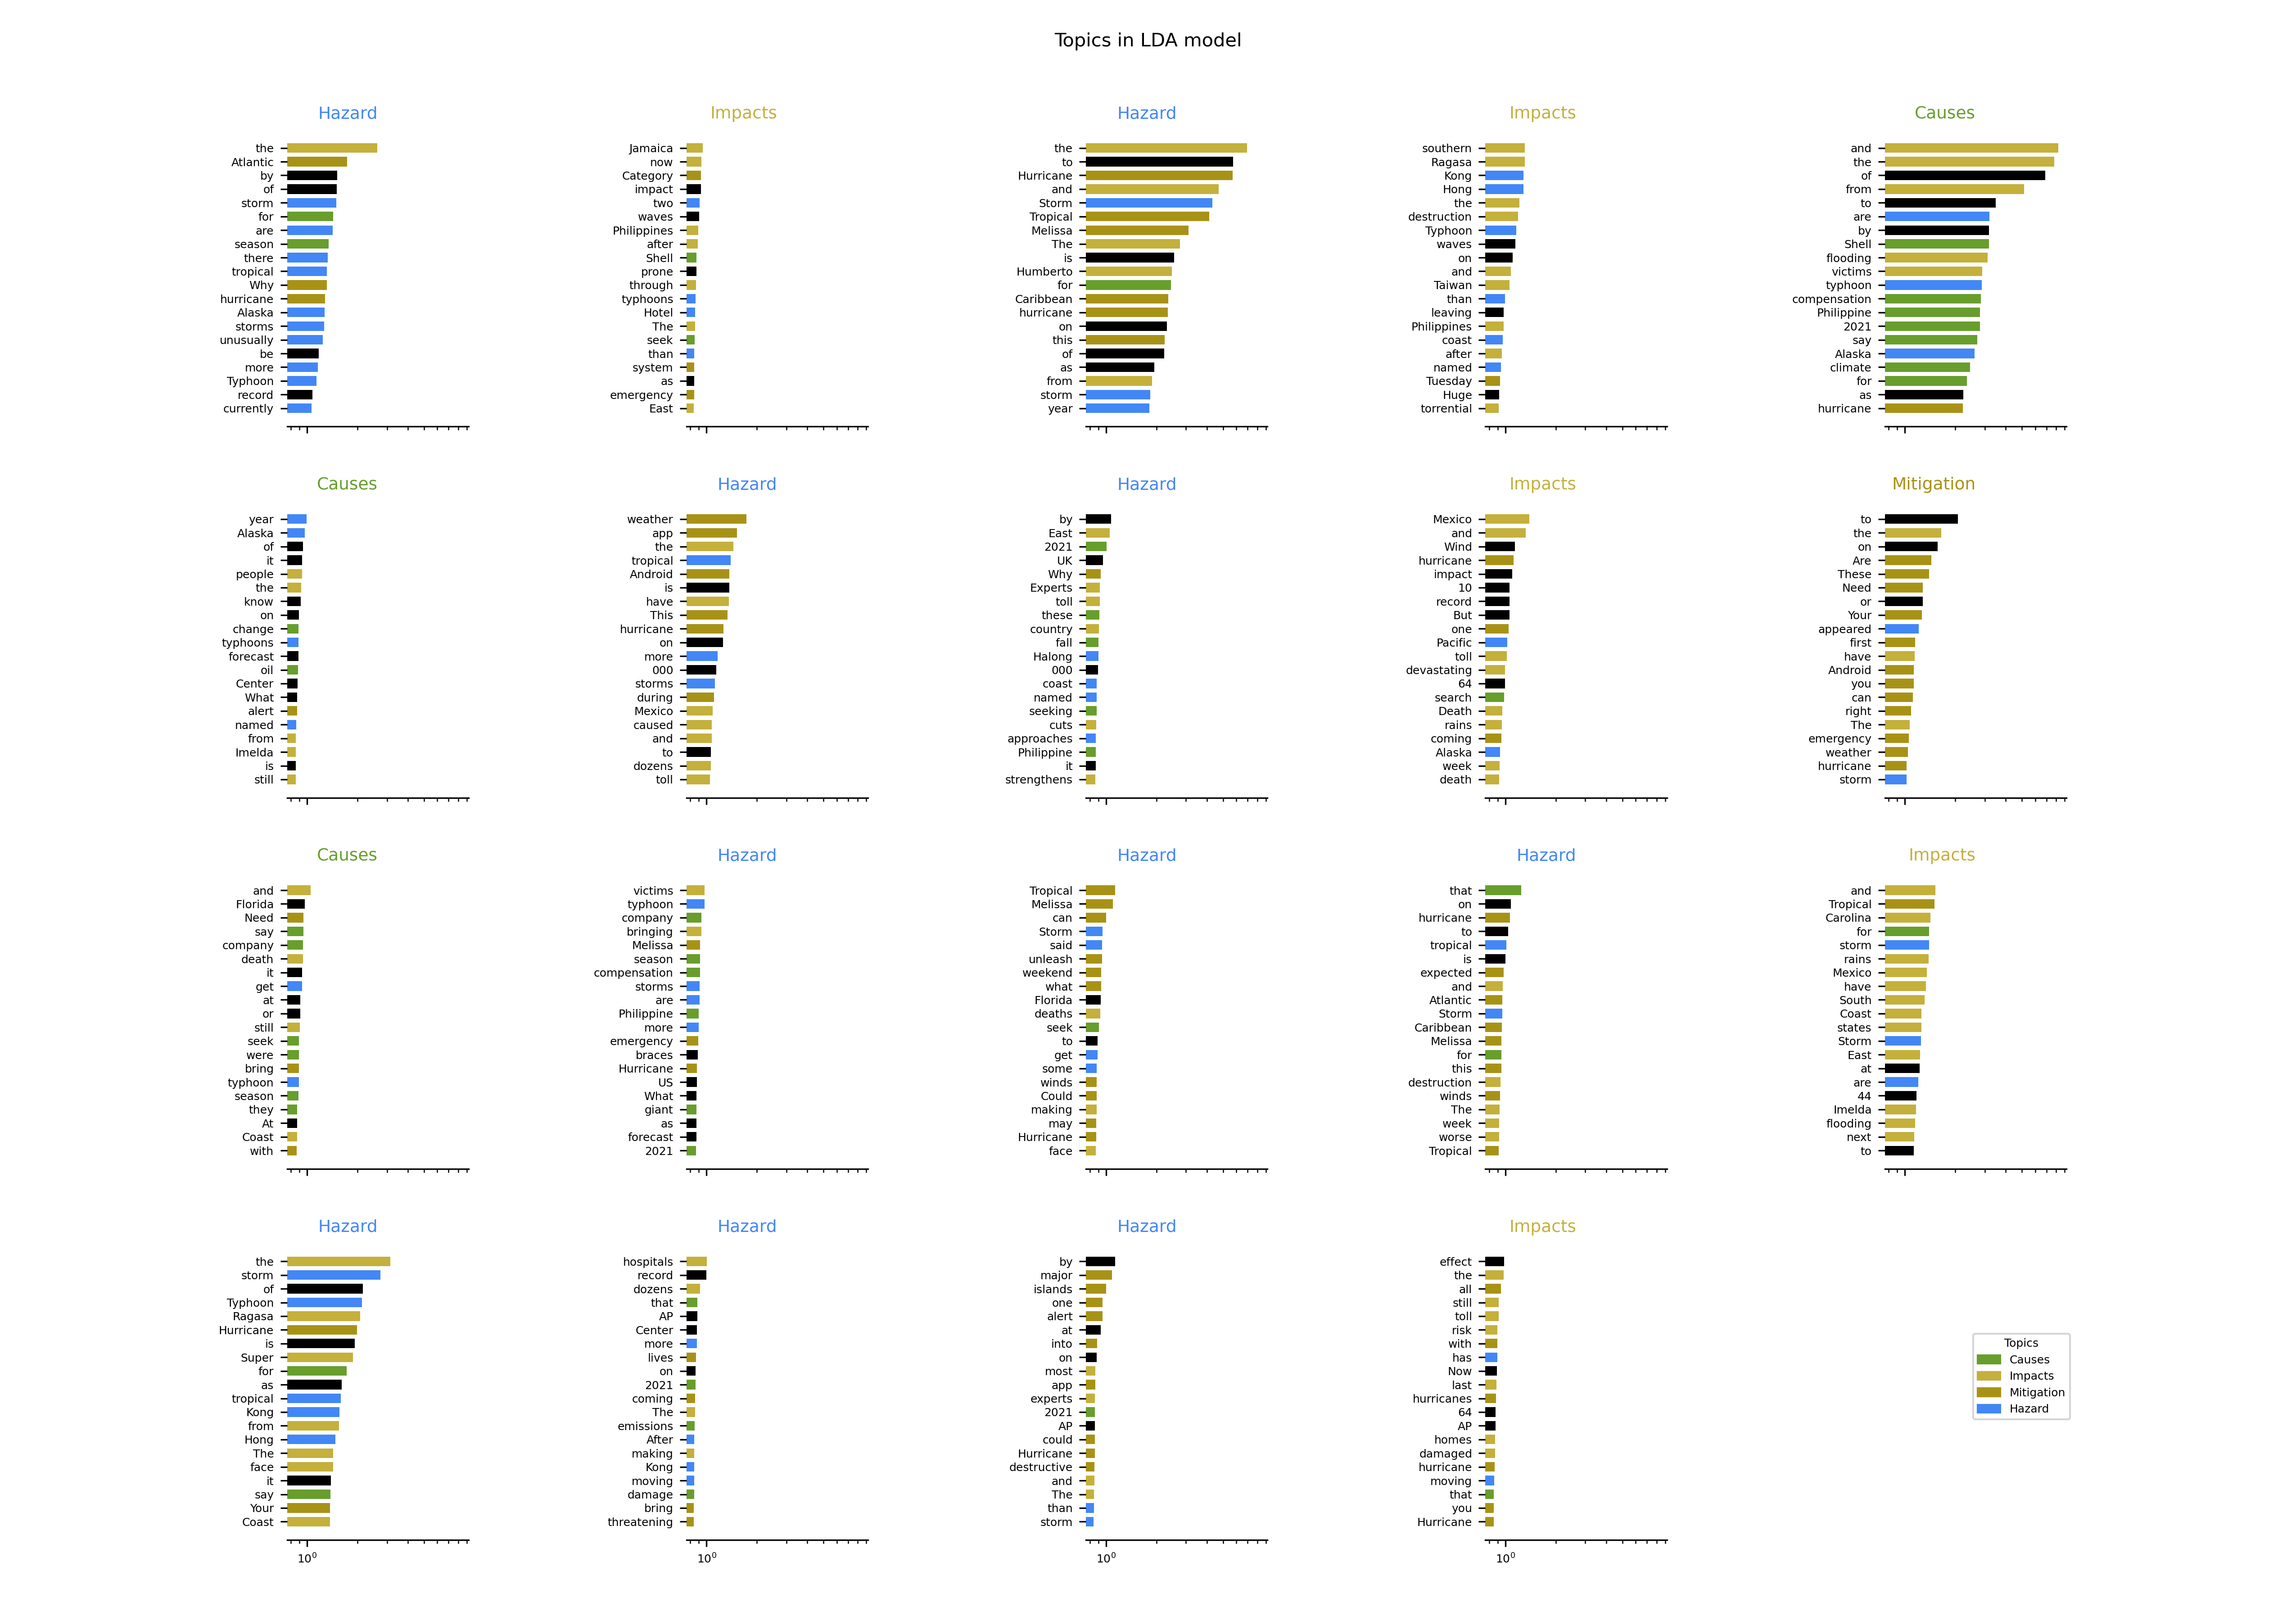 Topics in LDA model
Hazard
the
Atlantic
by
of
storm
for
are
season
there
tropical
Why
hurricane
Alaska
storms
unusually
be
more
Typhoon
record
currently
Impacts
Jamaica
now
Category
impact
two
waves
Philippines
after
Shell
prone
through
typhoons
Hotel
The
seek
than
system
as
emergency
East
Hazard
the
to
Hurricane
and
Storm
Tropical
Melissa
The
is
Humberto
for
Caribbean
hurricane
on
this
of
as
from
storm
year
Impacts
southern
Ragasa
Kong
Hong
the
destruction
Typhoon
waves
on
and
Taiwan
than
leaving
Philippines
coast
after
named
Tuesday
Huge
torrential
Causes
and
the
of
from
to
are
by
Shell
flooding
victims
typhoon
compensation
Philippine
2021
say
Alaska
climate
for
as
hurricane
Causes
year
Alaska
of
it
people
the
know
on
change
typhoons
forecast
oil
Center
What
alert
named
from
Imelda
is
still
Hazard
weather
app
the
tropical
Android
is
have
This
hurricane
on
more
000
storms
during
Mexico
caused
and
to
dozens
toll
Hazard
by
East
2021
UK
Why
Experts
toll
these
country
fall
Halong
000
coast
named
seeking
cuts
approaches
Philippine
it
strengthens
Impacts
Mexico
and
Wind
hurricane
impact
10
record
But
one
Pacific
toll
devastating
64
search
Death
rains
coming
Alaska
week
death
Mitigation
to
the
on
Are
These
Need
or
Your
appeared
first
have
Android
you
can
right
The
emergency
weather
hurricane
storm
Causes
and
Florida
Need
say
company
death
it
get
at
or
still
seek
were
bring
typhoon
season
they
At
Coast
with
Hazard
victims
typhoon
company
bringing
Melissa
season
compensation
storms
are
Philippine
more
emergency
braces
Hurricane
US
What
giant
as
forecast
2021
Hazard
Tropical
Melissa
can
Storm
said
unleash
weekend
what
Florida
deaths
seek
to
get
some
winds
Could
making
may
Hurricane
face
Hazard
that
on
hurricane
to
tropical
is
expected
and
Atlantic
Storm
Caribbean
Melissa
for
this
destruction
winds
The
week
worse
Tropical
Impacts
and
Tropical
Carolina
for
storm
rains
Mexico
have
South
Coast
states
Storm
East
at
are
44
Imelda
flooding
next
to
Hazard
the
storm
of
Typhoon
Ragasa
Hurricane
is
Super
for
as
tropical
Kong
from
Hong
The
face
it
say
Your
Coast
10⁰
Hazard
hospitals
record
dozens
that
AP
Center
more
lives
on
2021
coming
The
emissions
After
making
Kong
moving
damage
bring
threatening
10⁰
Hazard
by
major
islands
one
alert
at
into
on
most
app
experts
2021
AP
could
Hurricane
destructive
and
The
than
storm
10⁰
Impacts
effect
the
all
still
toll
risk
with
has
Now
last
hurricanes
64
AP
homes
damaged
hurricane
moving
that
you
Hurricane
10⁰
Topics
Causes
Impacts
Mitigation
Hazard